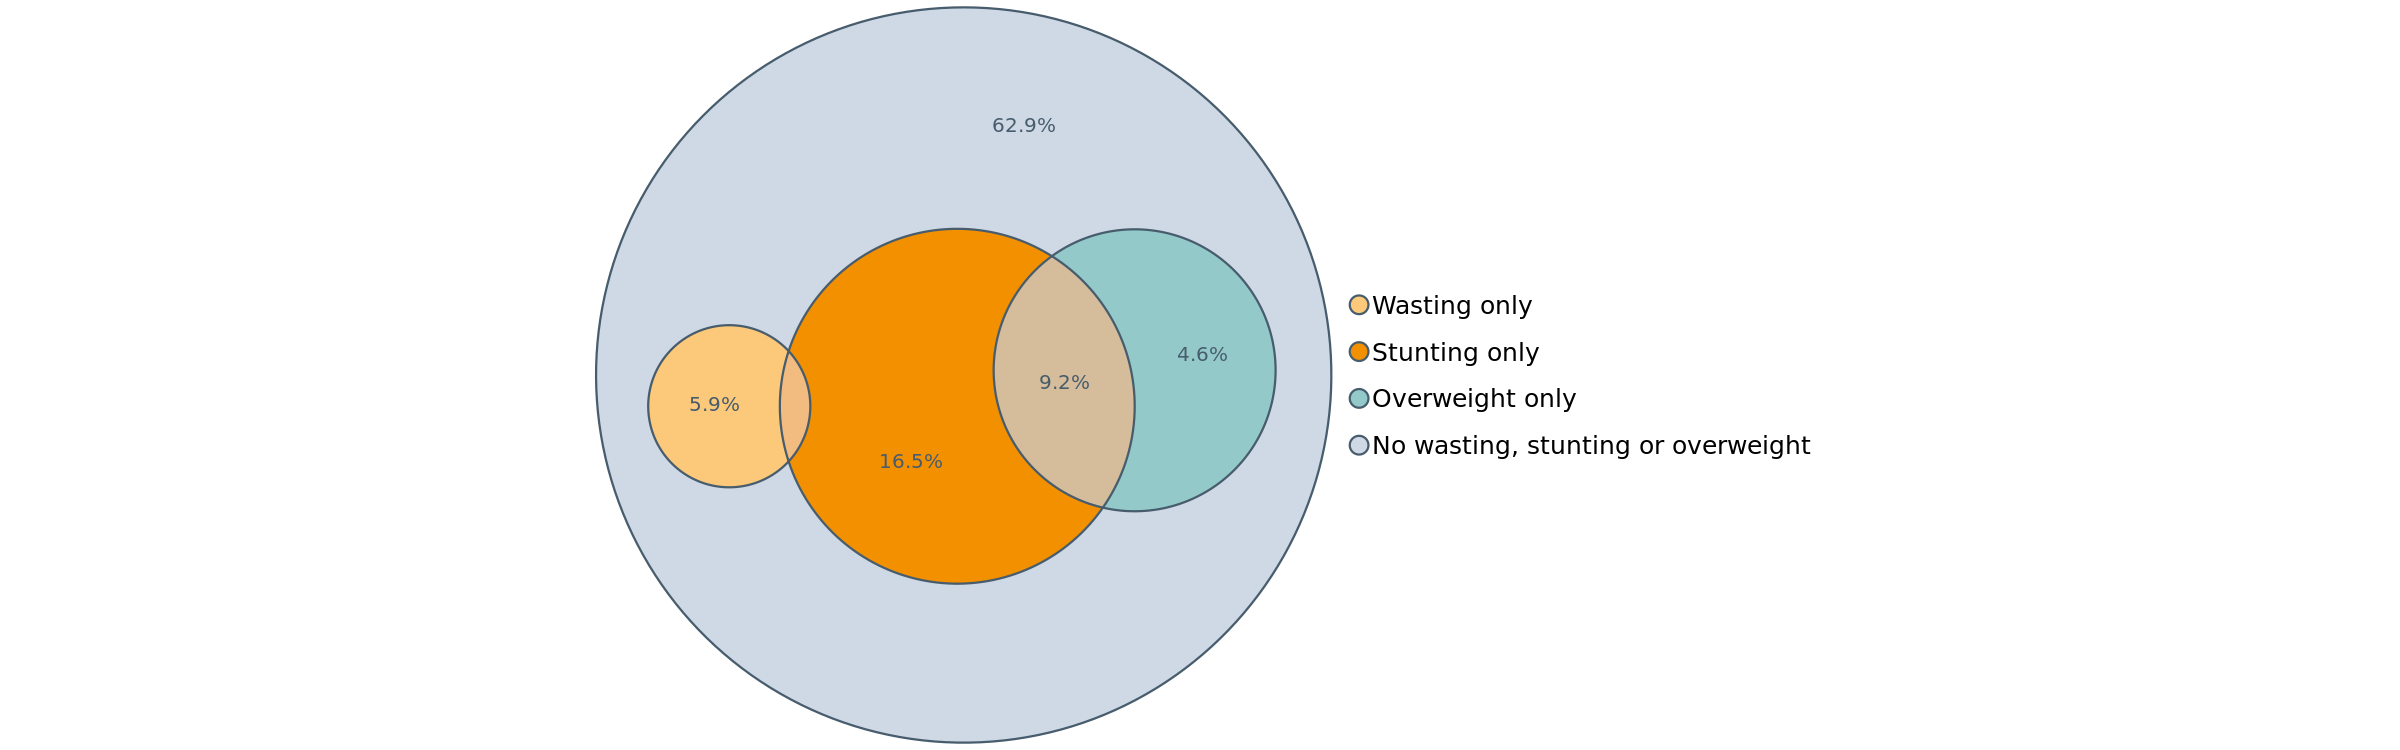 62.9%
4.6%
9.2%
5.9%
16.5%
Wasting only
Stunting only
Overweight only
No wasting, stunting or overweight